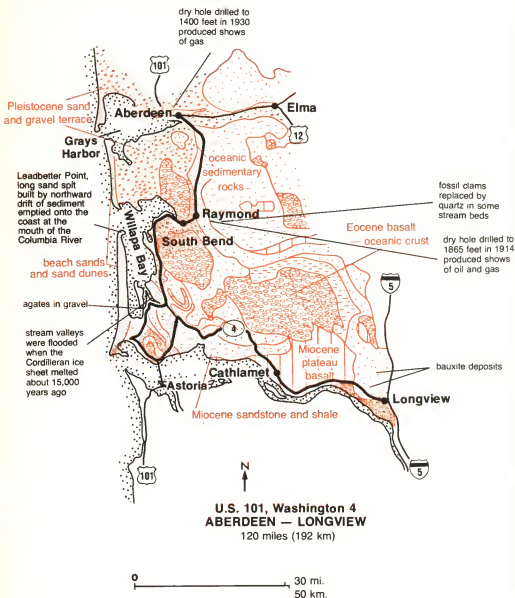 dry hole drilled to
1400 feet in 1930
produced shows
of gas
101
Pleistocene sand
and gravel terrace
Aberdeen
Elma
12
Grays
Harbor
oceanic
sedimentary
rocks
Leadbetter Point,
long sand spit
built by northward
drift of sediment
emptied onto the
coast at the
mouth of the
Columbia River
Willapa Bay
Raymond
South Bend
fossil clams
replaced by
quartz in some
stream beds
Eocene basalt
— oceanic crust
dry hole drilled to
1865 feet in 1914
produced shows
of oil and gas
beach sands
and sand dunes
5
agates in gravel
4
stream valleys
were flooded
when the
Cordilleran ice
sheet melted
about 15,000
years ago
Miocene
plateau
basalt
bauxite deposits
Cathlamet
Astoria
Longview
Miocene sandstone and shale
101
5
N
U.S. 101, Washington 4
ABERDEEN — LONGVIEW
120 miles (192 km)
0
30 mi.
50 km.